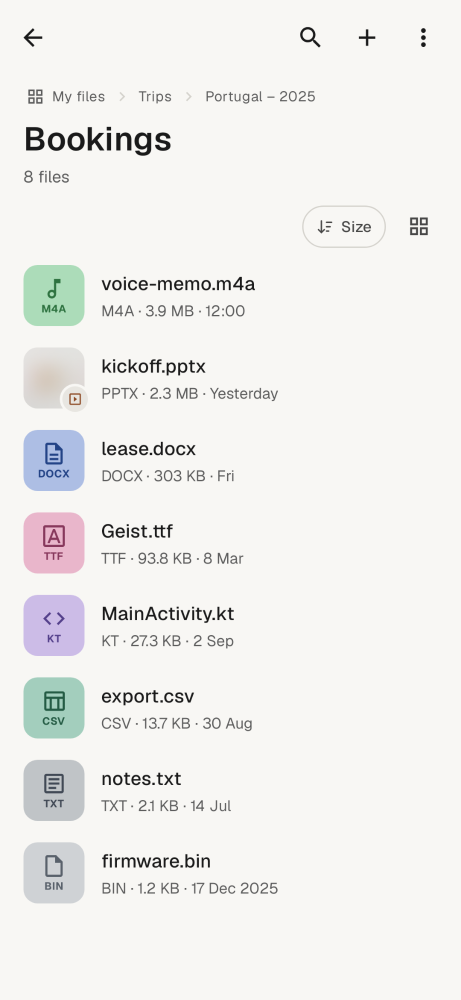 My files
Trips
Portugal – 2025
Bookings
8 files
Size
voice-memo.m4a
M4A
M4A · 3.9 MB · 12:00
kickoff.pptx
PPTX · 2.3 MB · Yesterday
lease.docx
DOCX
DOCX · 303 KB · Fri
Geist.ttf
TTF
TTF · 93.8 KB · 8 Mar
MainActivity.kt
KT
KT · 27.3 KB · 2 Sep
export.csv
CSV
CSV · 13.7 KB · 30 Aug
notes.txt
TXT
TXT · 2.1 KB · 14 Jul
firmware.bin
BIN
BIN · 1.2 KB · 17 Dec 2025